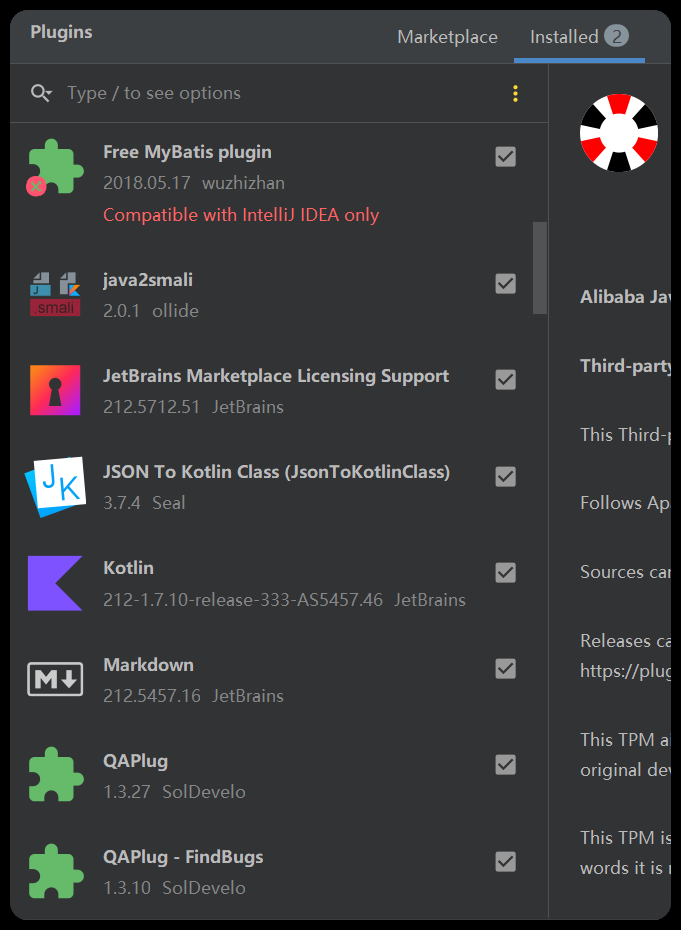 Plugins
Marketplace
Installed 2
Type / to see options
Free MyBatis plugin
2018.05.17 wuzhizhan
Compatible with IntelliJ IDEA only
java2smali
2.0.1 ollide
J
.smali
JetBrains Marketplace Licensing Support
212.5712.51 JetBrains
JSON To Kotlin Class (JsonToKotlinClass)
3.7.4 Seal
JK
Kotlin
212-1.7.10-release-333-AS5457.46 JetBrains
Markdown
212.5457.16 JetBrains
M
QAPlug
1.3.27 SolDevelo
QAPlug - FindBugs
1.3.10 SolDevelo
Alibaba Jav
Third-party
This Third-p
Follows Apa
Sources can
Releases ca
https://plug
This TPM ai
original dev
This TPM is
words it is